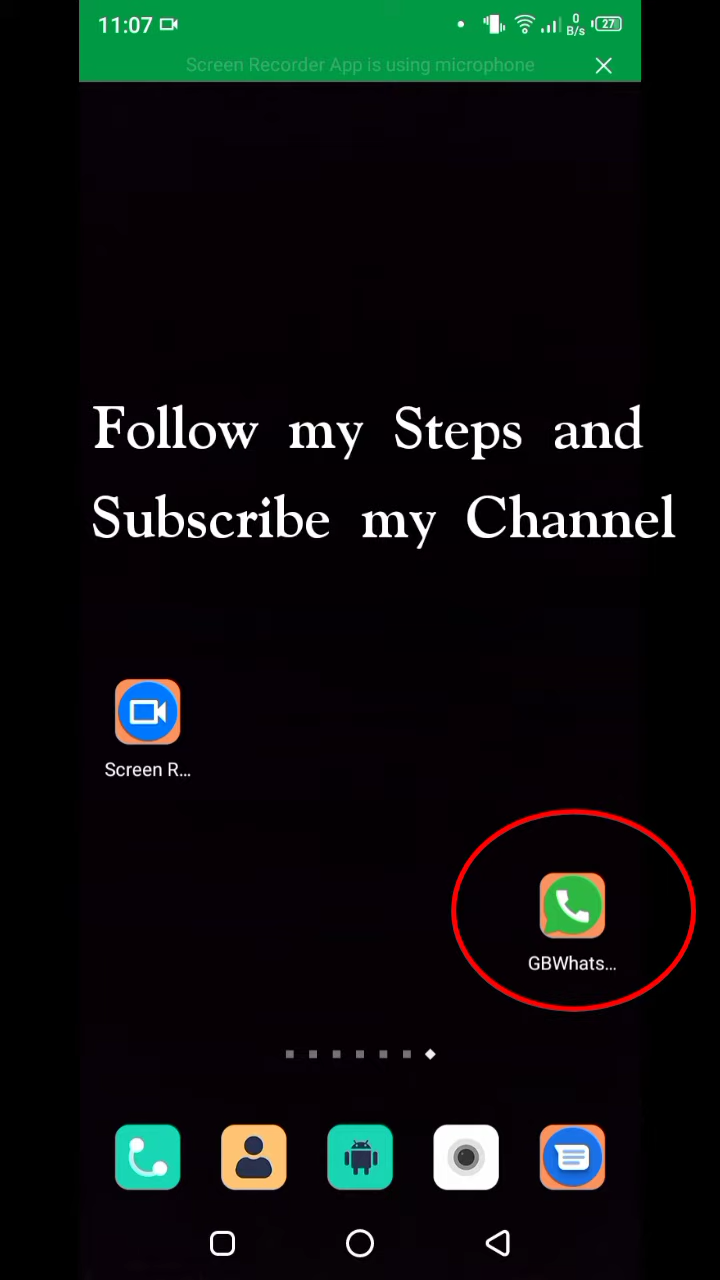 11:07
0
B/s
27
Screen Recorder App is using microphone
Follow my Steps and
Subscribe my Channel
Screen R...
GBWhats...